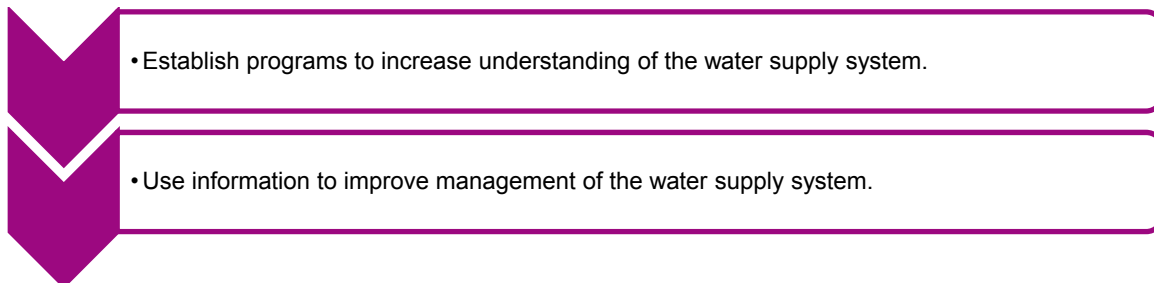 • Establish programs to increase understanding of the water supply system.
• Use information to improve management of the water supply system.